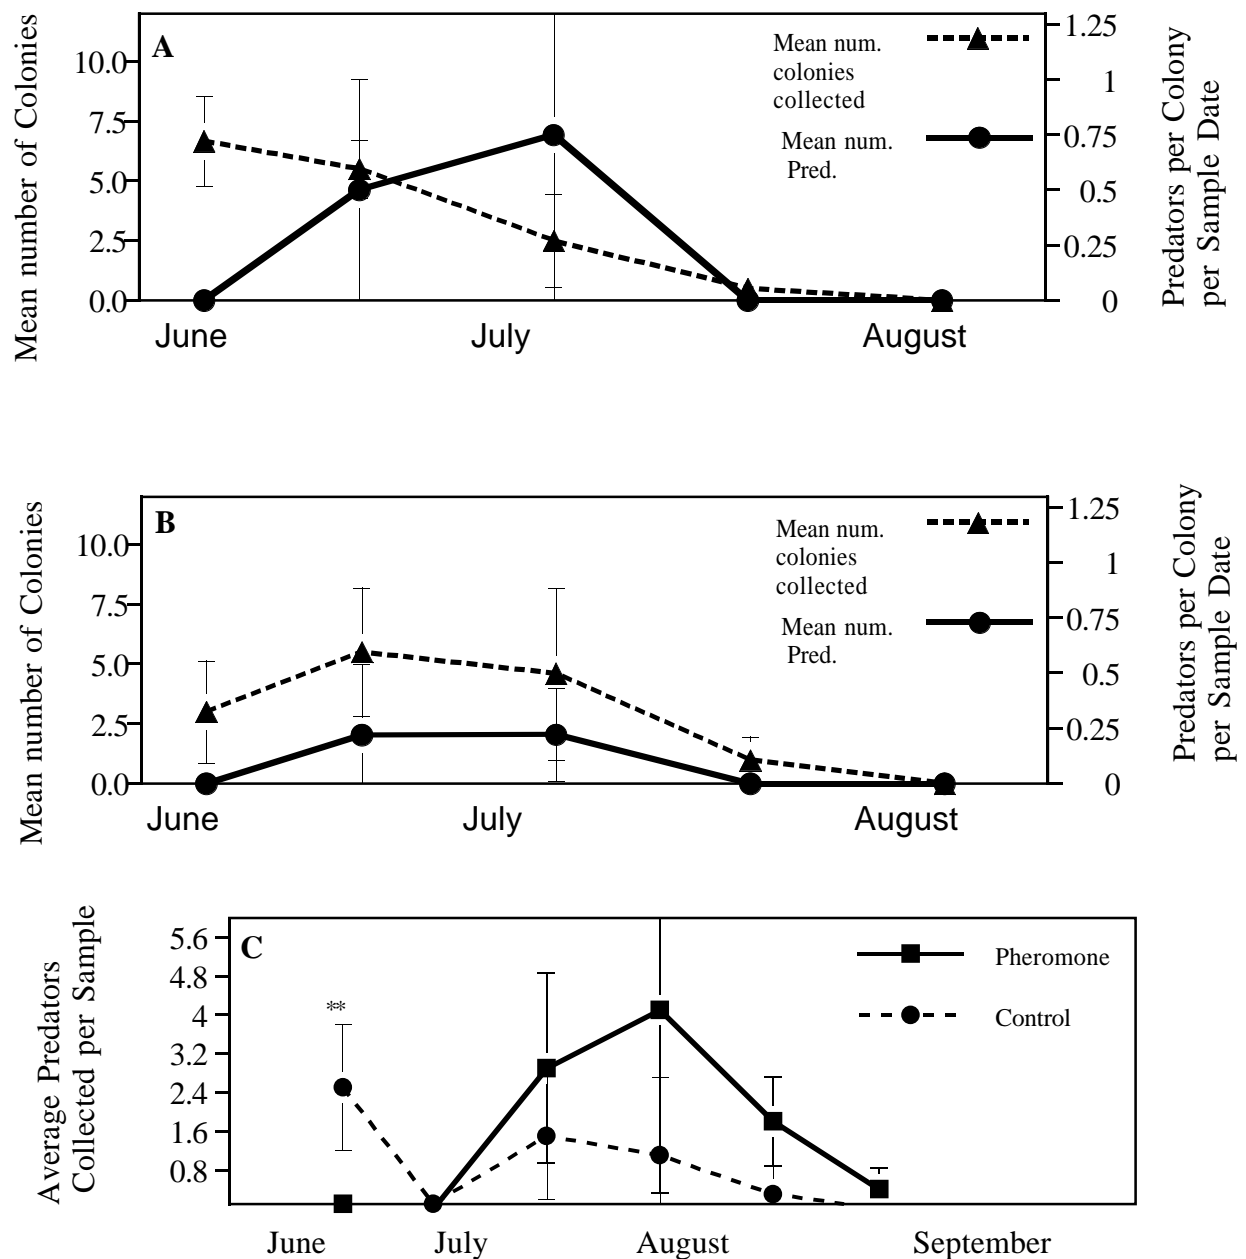 A
Mean number of Colonies
10.0
7.5
5.0
2.5
0.0
Mean num.
colonies
collected
Mean num.
Pred.
1.25
1
0.75
0.5
0.25
0
Predators per Colony
per Sample Date
June
July
August
B
Mean number of Colonies
10.0
7.5
5.0
2.5
0.0
Mean num.
colonies
collected
Mean num.
Pred.
1.25
1
0.75
0.5
0.25
0
Predators per Colony
per Sample Date
June
July
August
C
Average Predators
Collected per Sample
5.6
4.8
4
3.2
2.4
1.6
0.8
**
Pheromone
Control
June
July
August
September